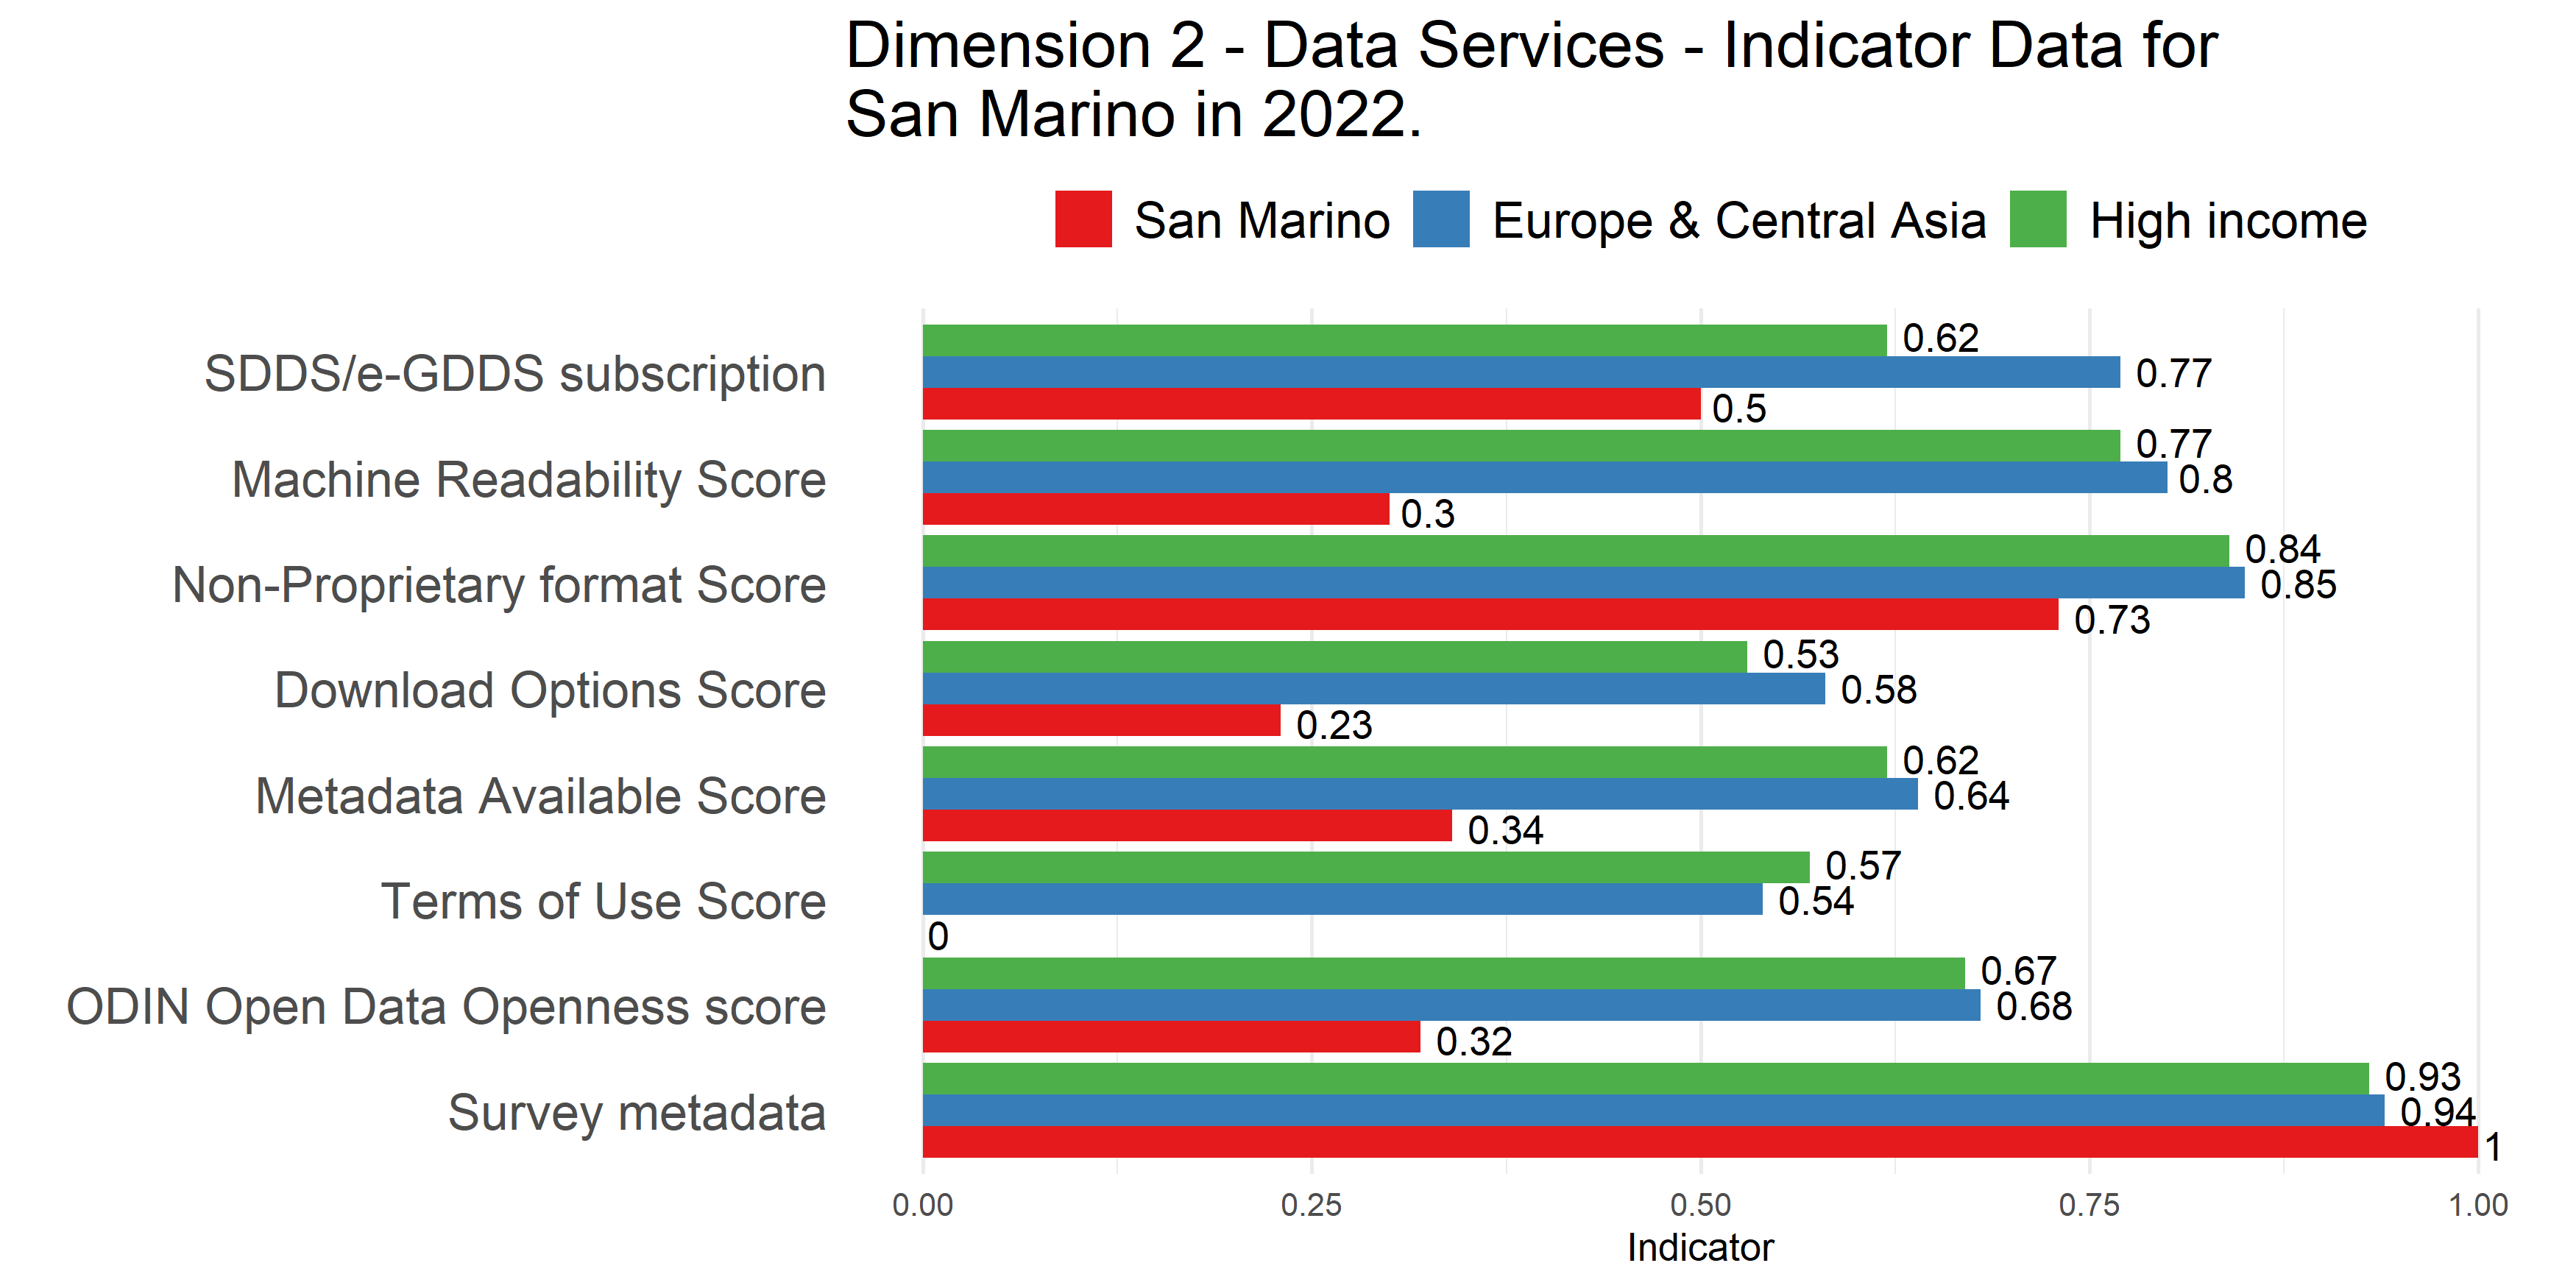 Dimension 2 - Data Services - Indicator Data for
San Marino in 2022.
San Marino Europe & Central Asia High income
SDDS/e-GDDS subscription
0.62
0.77
0.5
Machine Readability Score
0.77
0.8
0.3
Non-Proprietary format Score
0.84
0.85
0.73
Download Options Score
0.53
0.58
0.23
Metadata Available Score
0.62
0.64
0.34
Terms of Use Score
0.57
0.54
0
ODIN Open Data Openness score
0.67
0.68
0.32
Survey metadata
0.93
0.94
1
0.00 0.25 0.50 0.75 1.00
Indicator